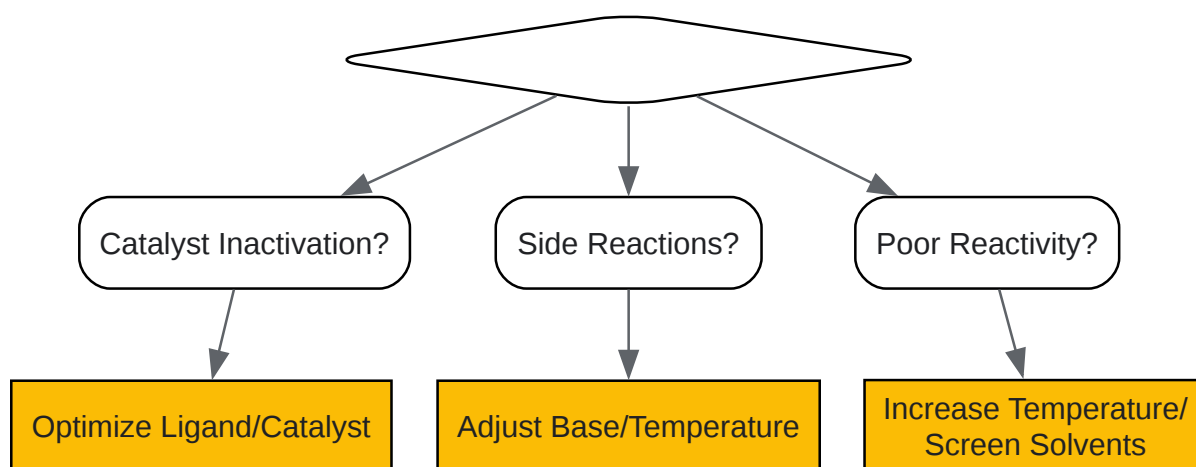 Catalyst Inactivation?
Side Reactions?
Poor Reactivity?
Optimize Ligand/Catalyst
Adjust Base/Temperature
Increase Temperature/
Screen Solvents